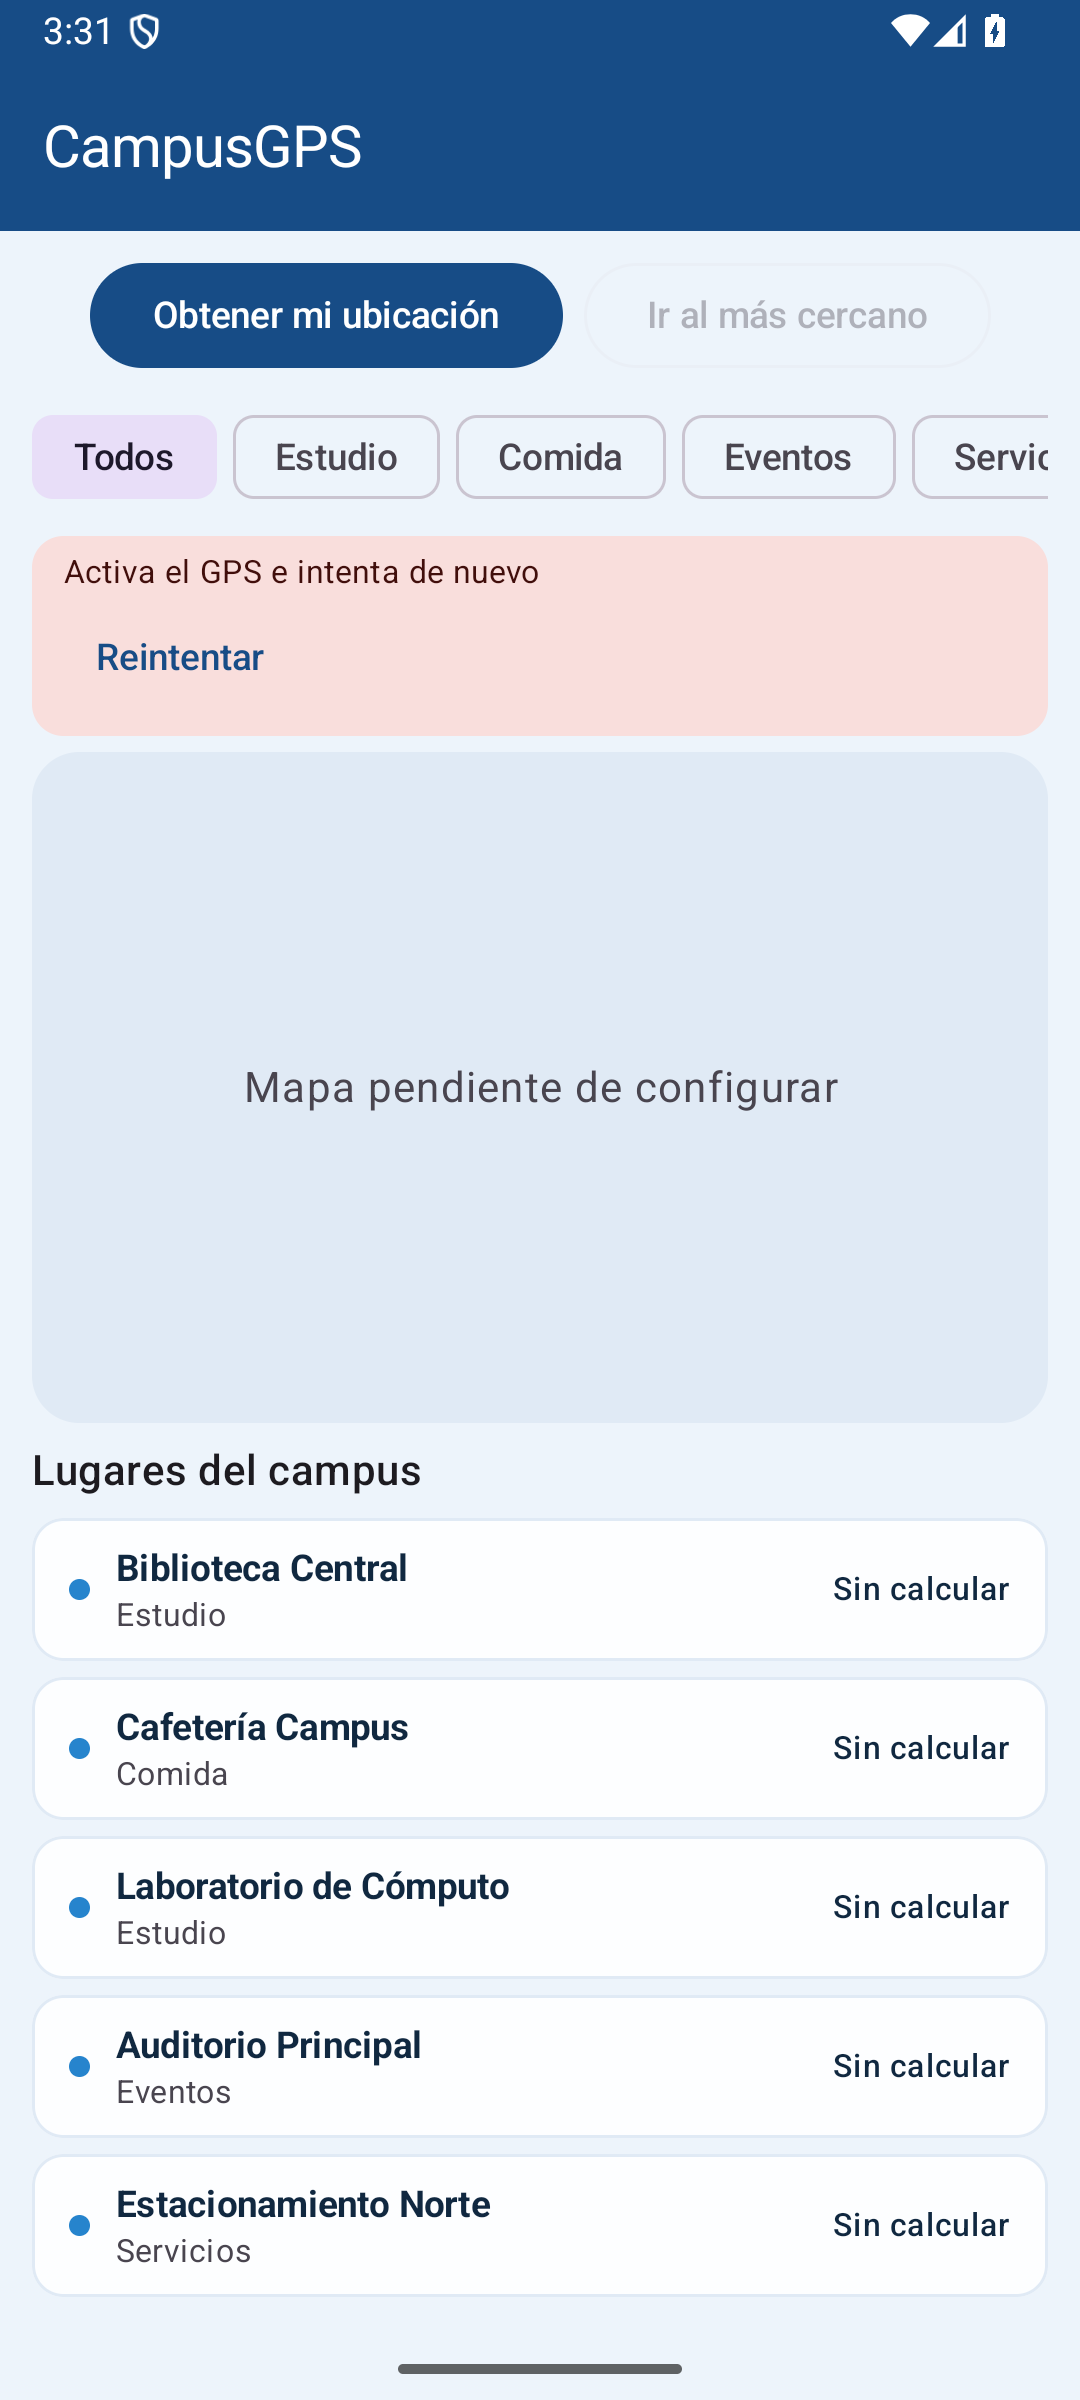 3:31
CampusGPS
Obtener mi ubicación
Ir al más cercano
Todos
Estudio
Comida
Eventos
Servic
Activa el GPS e intenta de nuevo
Reintentar
Mapa pendiente de configurar
Lugares del campus
Biblioteca Central
Estudio
Sin calcular
Cafetería Campus
Comida
Sin calcular
Laboratorio de Cómputo
Estudio
Sin calcular
Auditorio Principal
Eventos
Sin calcular
Estacionamiento Norte
Servicios
Sin calcular